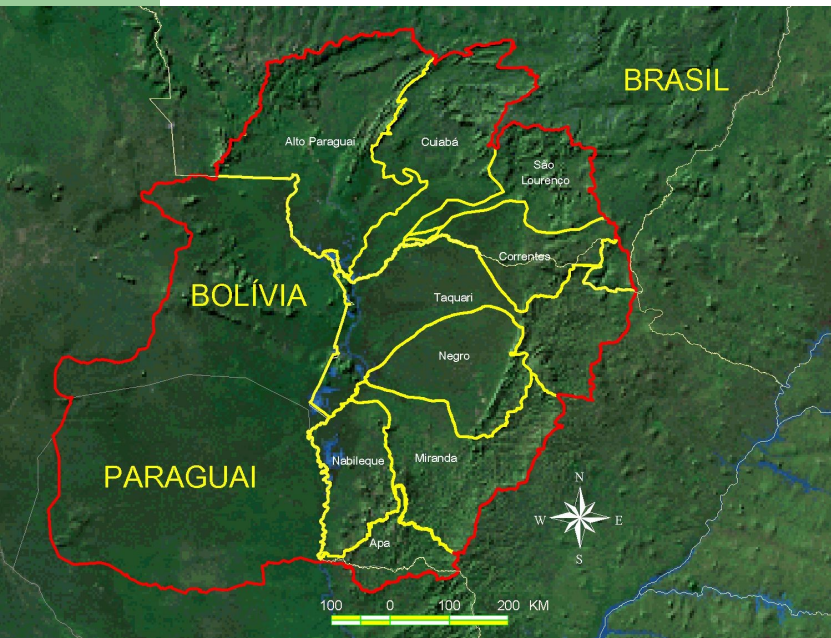 BRASIL
Alto Paraguai
Cuiabá
São
Lourenço
Correntes
BOLÍVIA
Taquari
Negro
Nabileque
Miranda
PARAGUAI
Apa
N
W
E
S
100 0 100 200 KM